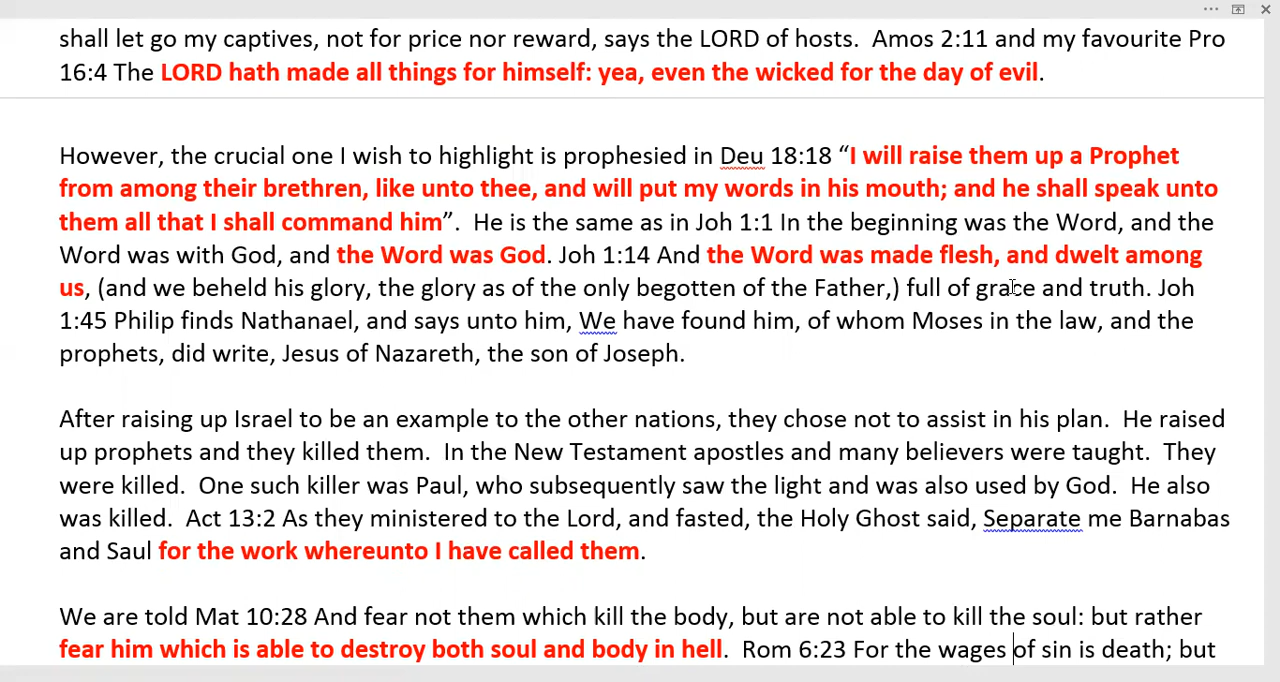 shall let go my captives, not for price nor reward, says the LORD of hosts.  Amos 2:11 and my favourite Pro
16:4 The LORD hath made all things for himself: yea, even the wicked for the day of evil.
However, the crucial one I wish to highlight is prophesied in Deu 18:18 “I will raise them up a Prophet
from among their brethren, like unto thee, and will put my words in his mouth; and he shall speak unto
them all that I shall command him”.  He is the same as in Joh 1:1 In the beginning was the Word, and the
Word was with God, and the Word was God. Joh 1:14 And the Word was made flesh, and dwelt among
us, (and we beheld his glory, the glory as of the only begotten of the Father,) full of grace and truth. Joh
1:45 Philip finds Nathanael, and says unto him, We have found him, of whom Moses in the law, and the
prophets, did write, Jesus of Nazareth, the son of Joseph.
After raising up Israel to be an example to the other nations, they chose not to assist in his plan.  He raised
up prophets and they killed them.  In the New Testament apostles and many believers were taught.  They
were killed.  One such killer was Paul, who subsequently saw the light and was also used by God.  He also
was killed.  Act 13:2 As they ministered to the Lord, and fasted, the Holy Ghost said, Separate me Barnabas
and Saul for the work whereunto I have called them.
We are told Mat 10:28 And fear not them which kill the body, but are not able to kill the soul: but rather
fear him which is able to destroy both soul and body in hell.  Rom 6:23 For the wages of sin is death; but